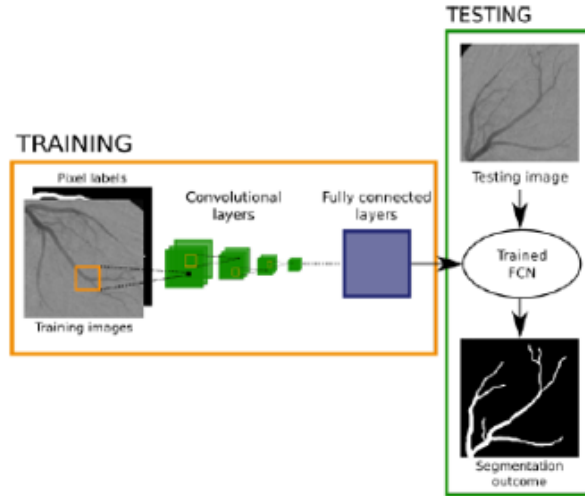 TESTING
TRAINING
Pixel labels
Convolutional
layers
Fully connected
layers
Training images
Testing image
Trained
FCN
Segmentation
outcome